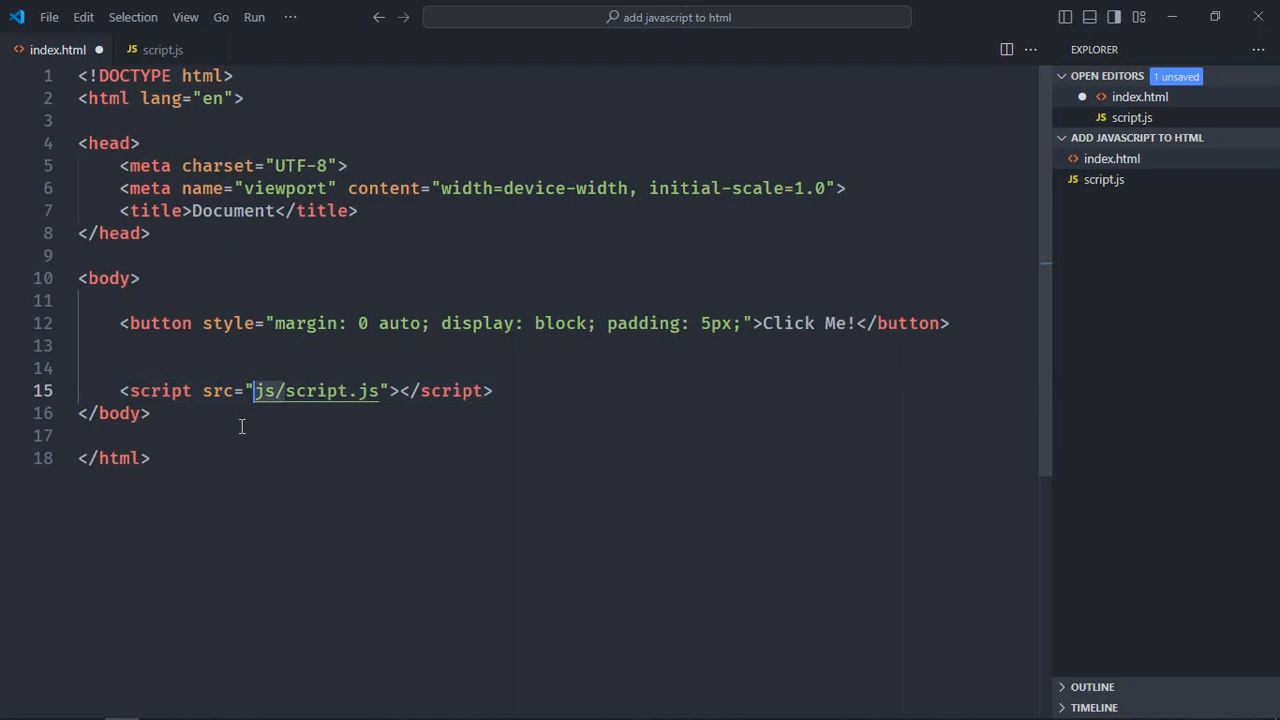 File Edit Selection View Go Run ··· add javascript to html
index.html script.js ··· EXPLORER ···
1 <!DOCTYPE html>
2 <html lang="en">
3
4 <head>
5 <meta charset="UTF-8">
6 <meta name="viewport" content="width=device-width, initial-scale=1.0">
7 <title>Document</title>
8 </head>
9
10 <body>
11
12 <button style="margin: 0 auto; display: block; padding: 5px;">Click Me!</button>
13
14
15 <script src="js/script.js"></script>
16 </body>
17
18 </html>
OPEN EDITORS 1 unsaved
index.html
JS script.js
ADD JAVASCRIPT TO HTML
index.html
JS script.js
OUTLINE
TIMELINE